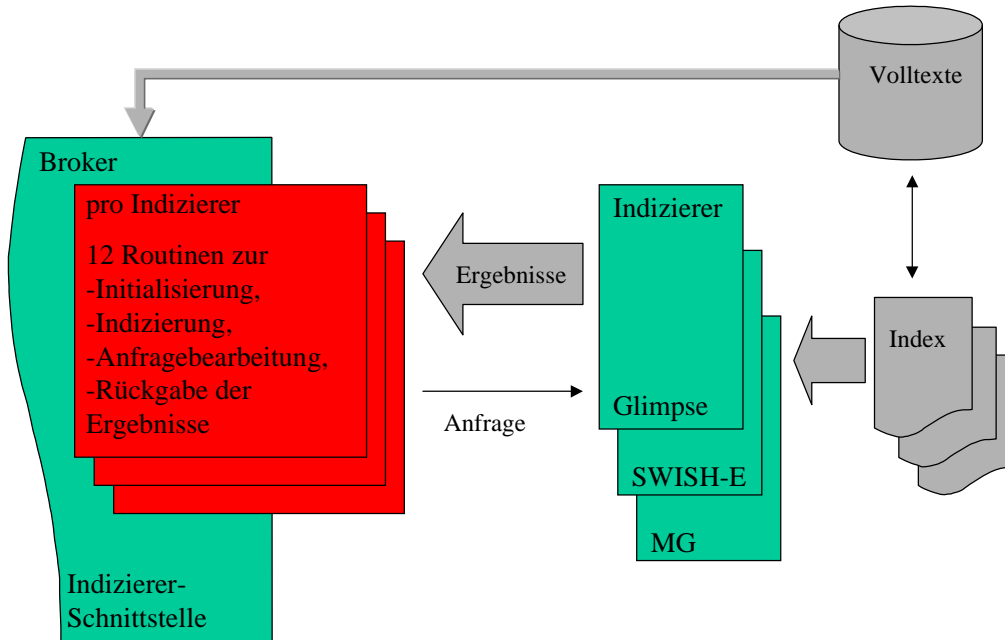 Volltexte
Broker
pro Indizierer
12 Routinen zur
-Initialisierung,
-Indizierung,
-Anfragebearbeitung,
-Rückgabe der
Ergebnisse
Indizierer-
Schnittstelle
Ergebnisse
Anfrage
Indizierer
Glimpse
SWISH-E
MG
Index